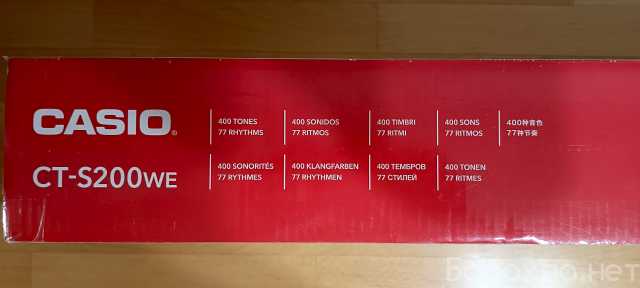 CASIO
400 TONES
77 RHYTHMS
400 SONIDOS
77 RITMOS
400 TIMBRI
77 RITMI
400 SONS
77 RITMOS
400种音色
77种节奏
CT-S200WE
400 SONORITÉS
77 RYTHMES
400 KLANGFARBEN
77 RHYTHMEN
400 ТЕМБРОВ
77 СТИЛЕЙ
400 TONEN
77 RITMES